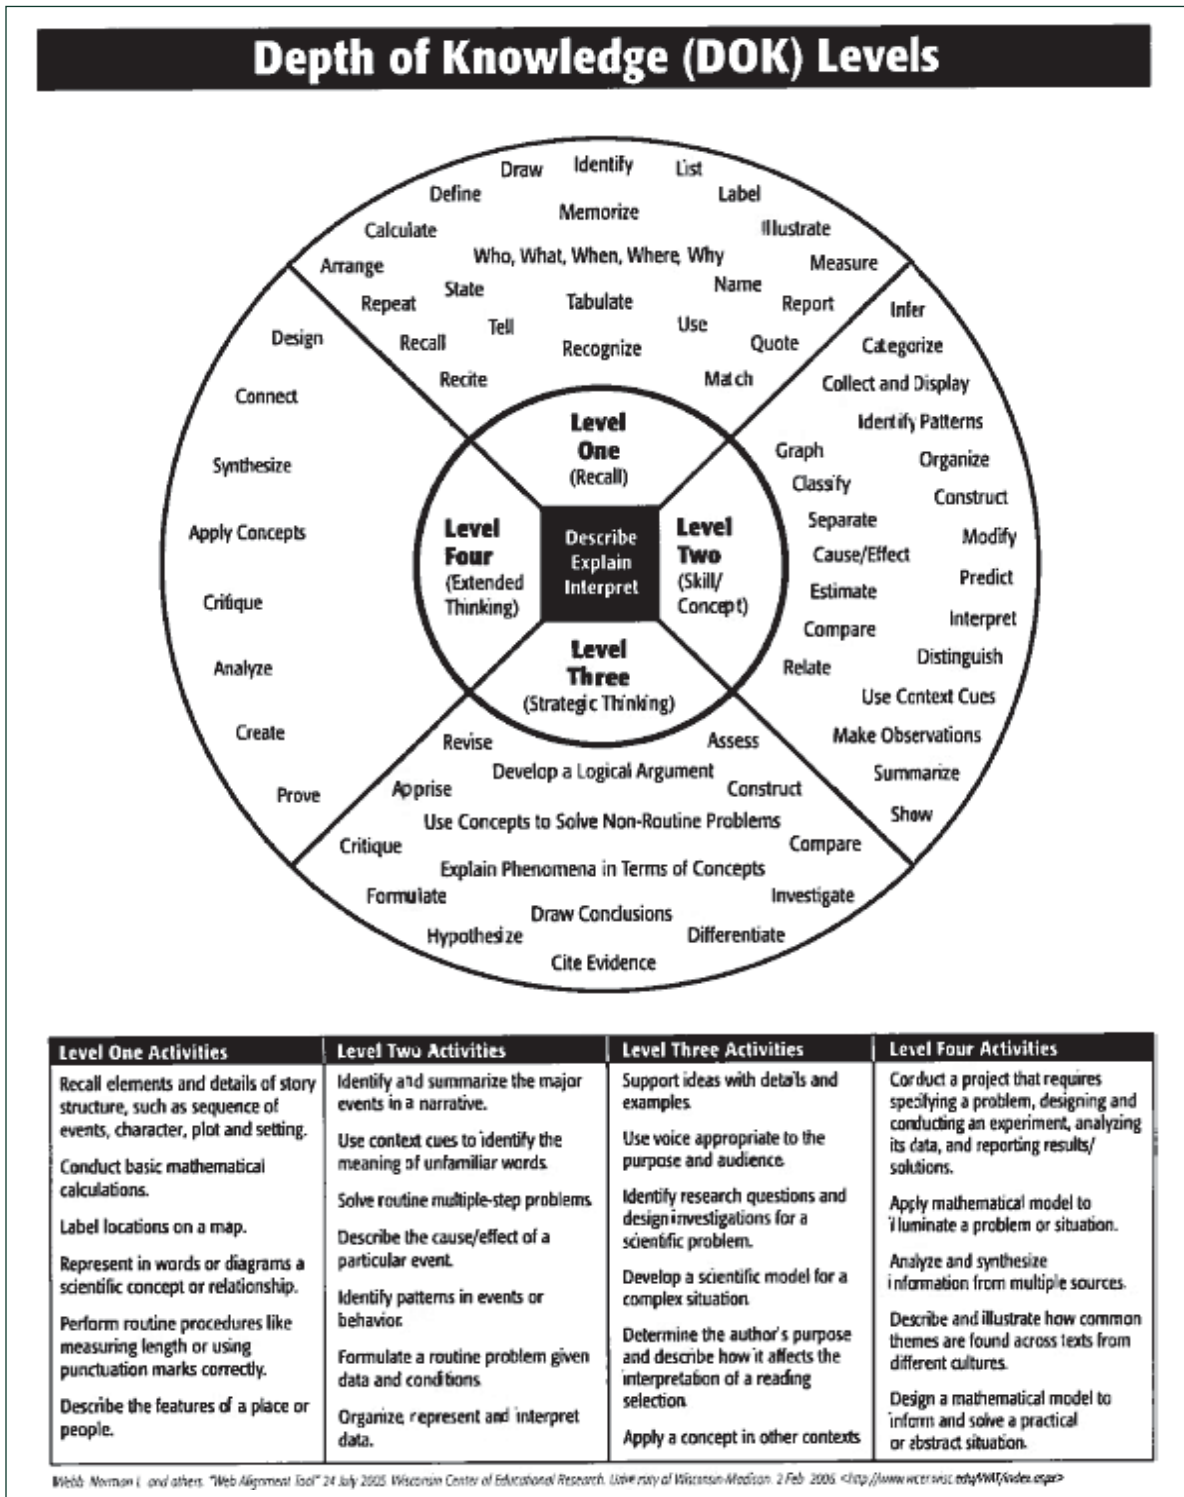 Depth of Knowledge (DOK) Levels
Draw Identify List
Define Label
Memorize
Calculate Illustrate
Who, What, When, Where, Why
Arrange Measure
State Name
Repeat Tabulate Report
Tell Use
Recall Recognize Quote
Recite Match
Level
One
(Recall)
Infer
Categorize
Collect and Display
Identify Patterns
Graph
Organize
Classify
Construct
Separate
Modify
Cause/Effect
Predict
Estimate
Interpret
Compare
Distinguish
Relate
Use Context Cues
Make Observations
Summarize
Show
Level
Two
(Skill/
Concept)
Describe
Explain
Interpret
Level
Three
(Strategic Thinking)
Revise Assess
Develop a Logical Argument
Apprise Construct
Use Concepts to Solve Non-Routine Problems
Critique Compare
Explain Phenomena in Terms of Concepts
Formulate Investigate
Draw Conclusions
Hypothesize Differentiate
Cite Evidence
Level
Four
(Extended
Thinking)
Design
Connect
Synthesize
Apply Concepts
Critique
Analyze
Create
Prove
Level One Activities
Recall elements and details of story
structure, such as sequence of
events, character, plot and setting.
Conduct basic mathematical
calculations.
Label locations on a map.
Represent in words or diagrams a
scientific concept or relationship.
Perform routine procedures like
measuring length or using
punctuation marks correctly.
Describe the features of a place or
people.
Level Two Activities
Identify and summarize the major
events in a narrative.
Use context cues to identify the
meaning of unfamiliar words.
Solve routine multiple-step problems.
Describe the cause/effect of a
particular event.
Identify patterns in events or
behavior.
Formulate a routine problem given
data and conditions.
Organize, represent and interpret
data.
Level Three Activities
Support ideas with details and
examples.
Use voice appropriate to the
purpose and audience.
Identify research questions and
design investigations for a
scientific problem.
Develop a scientific model for a
complex situation.
Determine the author's purpose
and describe how it affects the
interpretation of a reading
selection.
Apply a concept in other contexts.
Level Four Activities
Conduct a project that requires
specifying a problem, designing and
conducting an experiment, analyzing
its data, and reporting results/
solutions.
Apply mathematical model to
illuminate a problem or situation.
Analyze and synthesize
information from multiple sources.
Describe and illustrate how common
themes are found across texts from
different cultures.
Design a mathematical model to
inform and solve a practical
or abstract situation.
Webb, Norman L. and others. "Web Alignment Tool" 24 July 2005. Wisconsin Center of Educational Research. University of Wisconsin-Madison. 2 Feb. 2006. <http://www.wcer.wisc.edu/WAT/index.aspx>